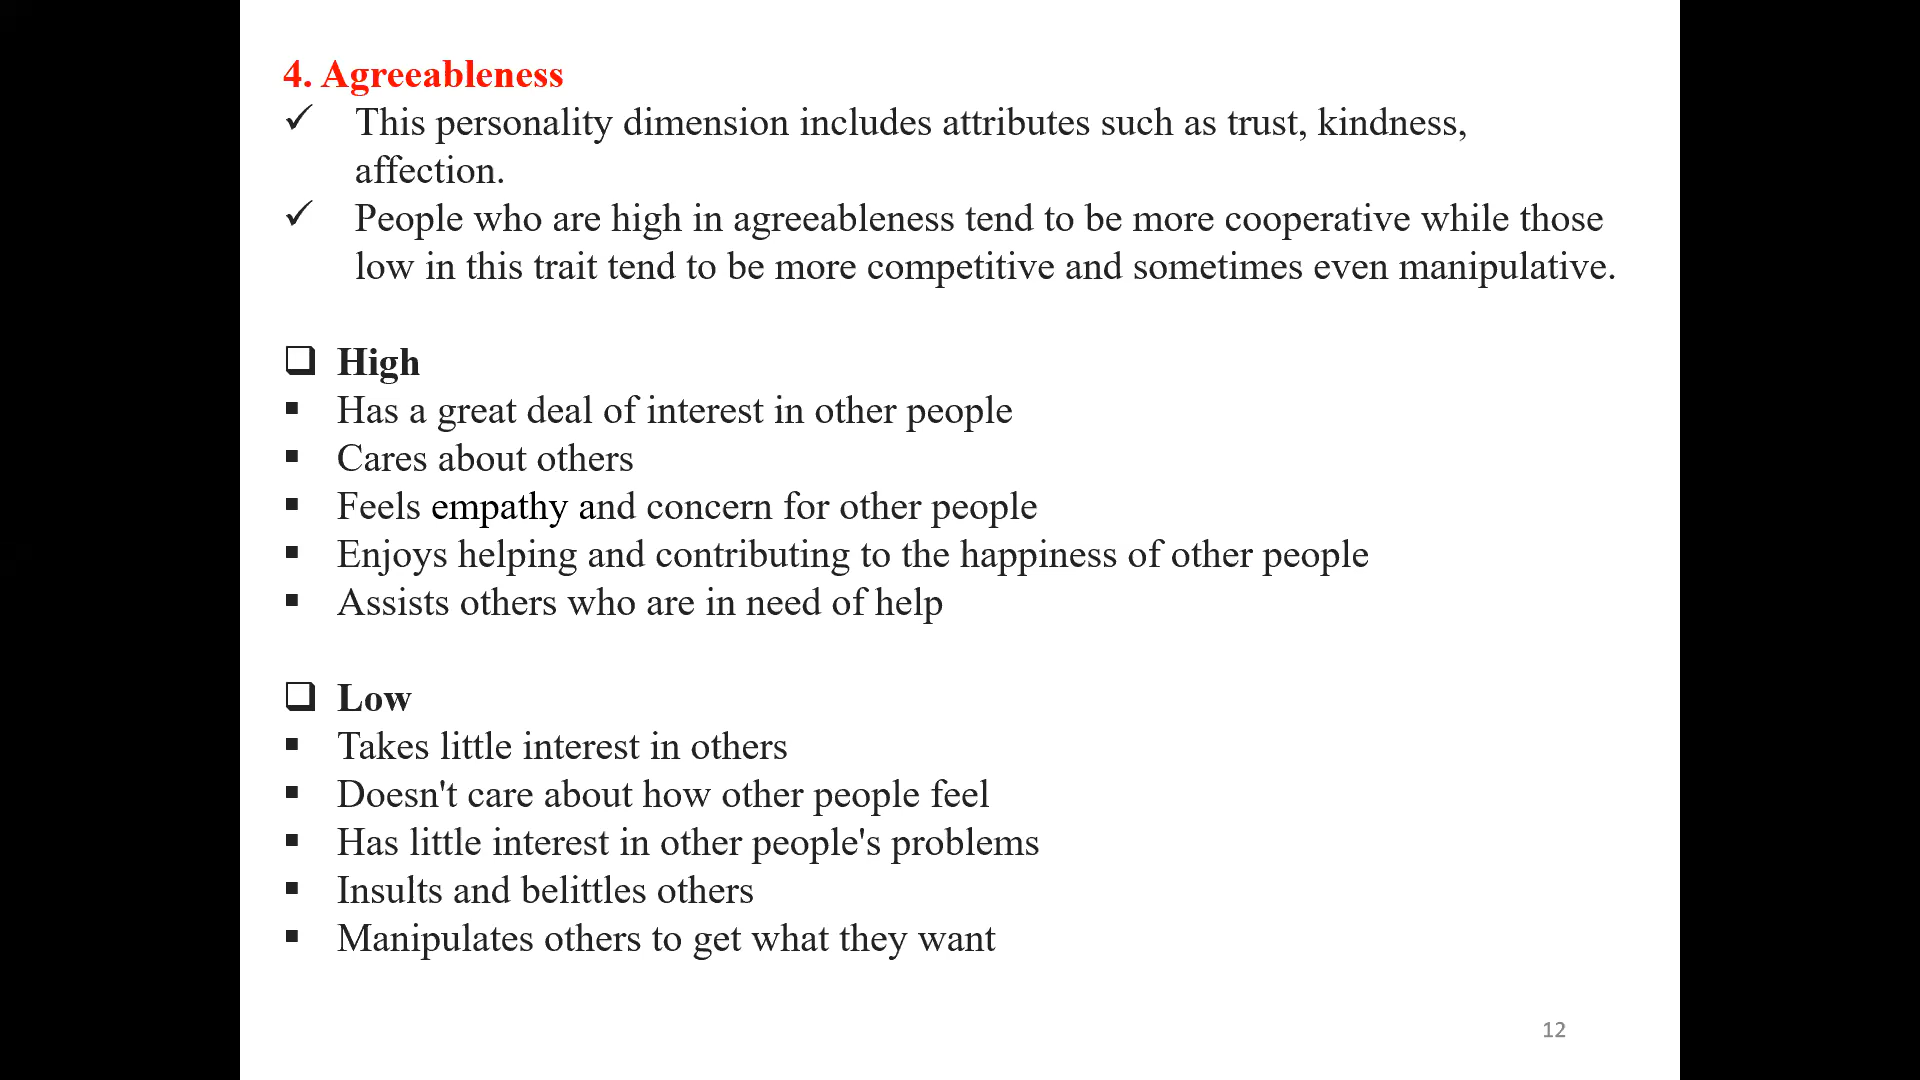 4. Agreeableness
✓ This personality dimension includes attributes such as trust, kindness,
affection.
✓ People who are high in agreeableness tend to be more cooperative while those
low in this trait tend to be more competitive and sometimes even manipulative.
❑ High
▪ Has a great deal of interest in other people
▪ Cares about others
▪ Feels empathy and concern for other people
▪ Enjoys helping and contributing to the happiness of other people
▪ Assists others who are in need of help
❑ Low
▪ Takes little interest in others
▪ Doesn't care about how other people feel
▪ Has little interest in other people's problems
▪ Insults and belittles others
▪ Manipulates others to get what they want
12